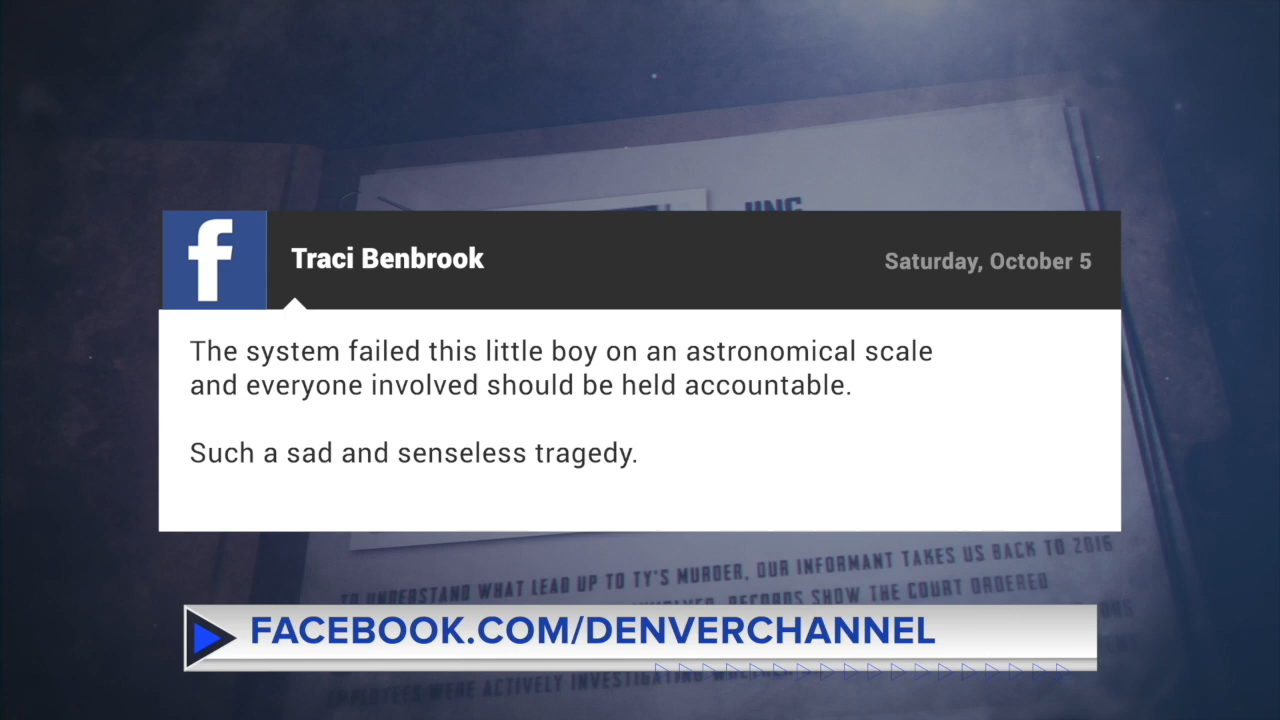 f
Traci Benbrook
Saturday, October 5
The system failed this little boy on an astronomical scale
and everyone involved should be held accountable.
Such a sad and senseless tragedy.
TO UNDERSTAND WHAT LEAD UP TO TY'S MURDER, OUR INFORMANT TAKES US BACK TO 2016
RECORDS SHOW THE COURT ORDERED
FACEBOOK.COM/DENVERCHANNEL
EMPLOYEES WERE ACTIVELY INVESTIGATING